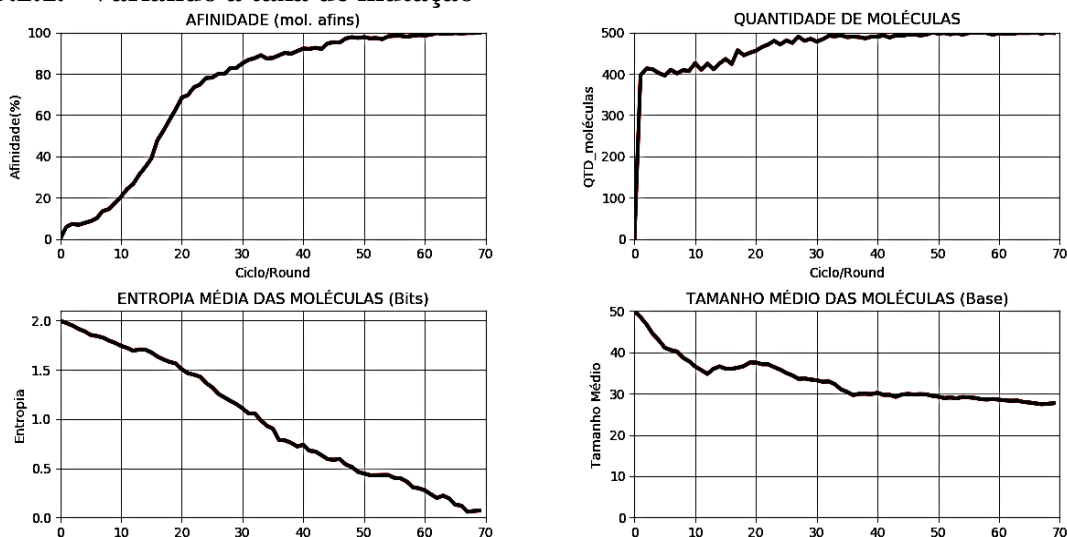 Variando a taxa de mutação
AFINIDADE (mol. afins)
100
80
60
40
20
0
Afinidade(%)
0 10 20 30 40 50 60 70
Ciclo/Round
QUANTIDADE DE MOLÉCULAS
500
400
300
200
100
0
QTD_moléculas
0 10 20 30 40 50 60 70
Ciclo/Round
ENTROPIA MÉDIA DAS MOLÉCULAS (Bits)
2.0
1.5
1.0
0.5
0.0
Entropia
0 10 20 30 40 50 60 70
TAMANHO MÉDIO DAS MOLÉCULAS (Base)
50
40
30
20
10
0
Tamanho Médio
0 10 20 30 40 50 60 70